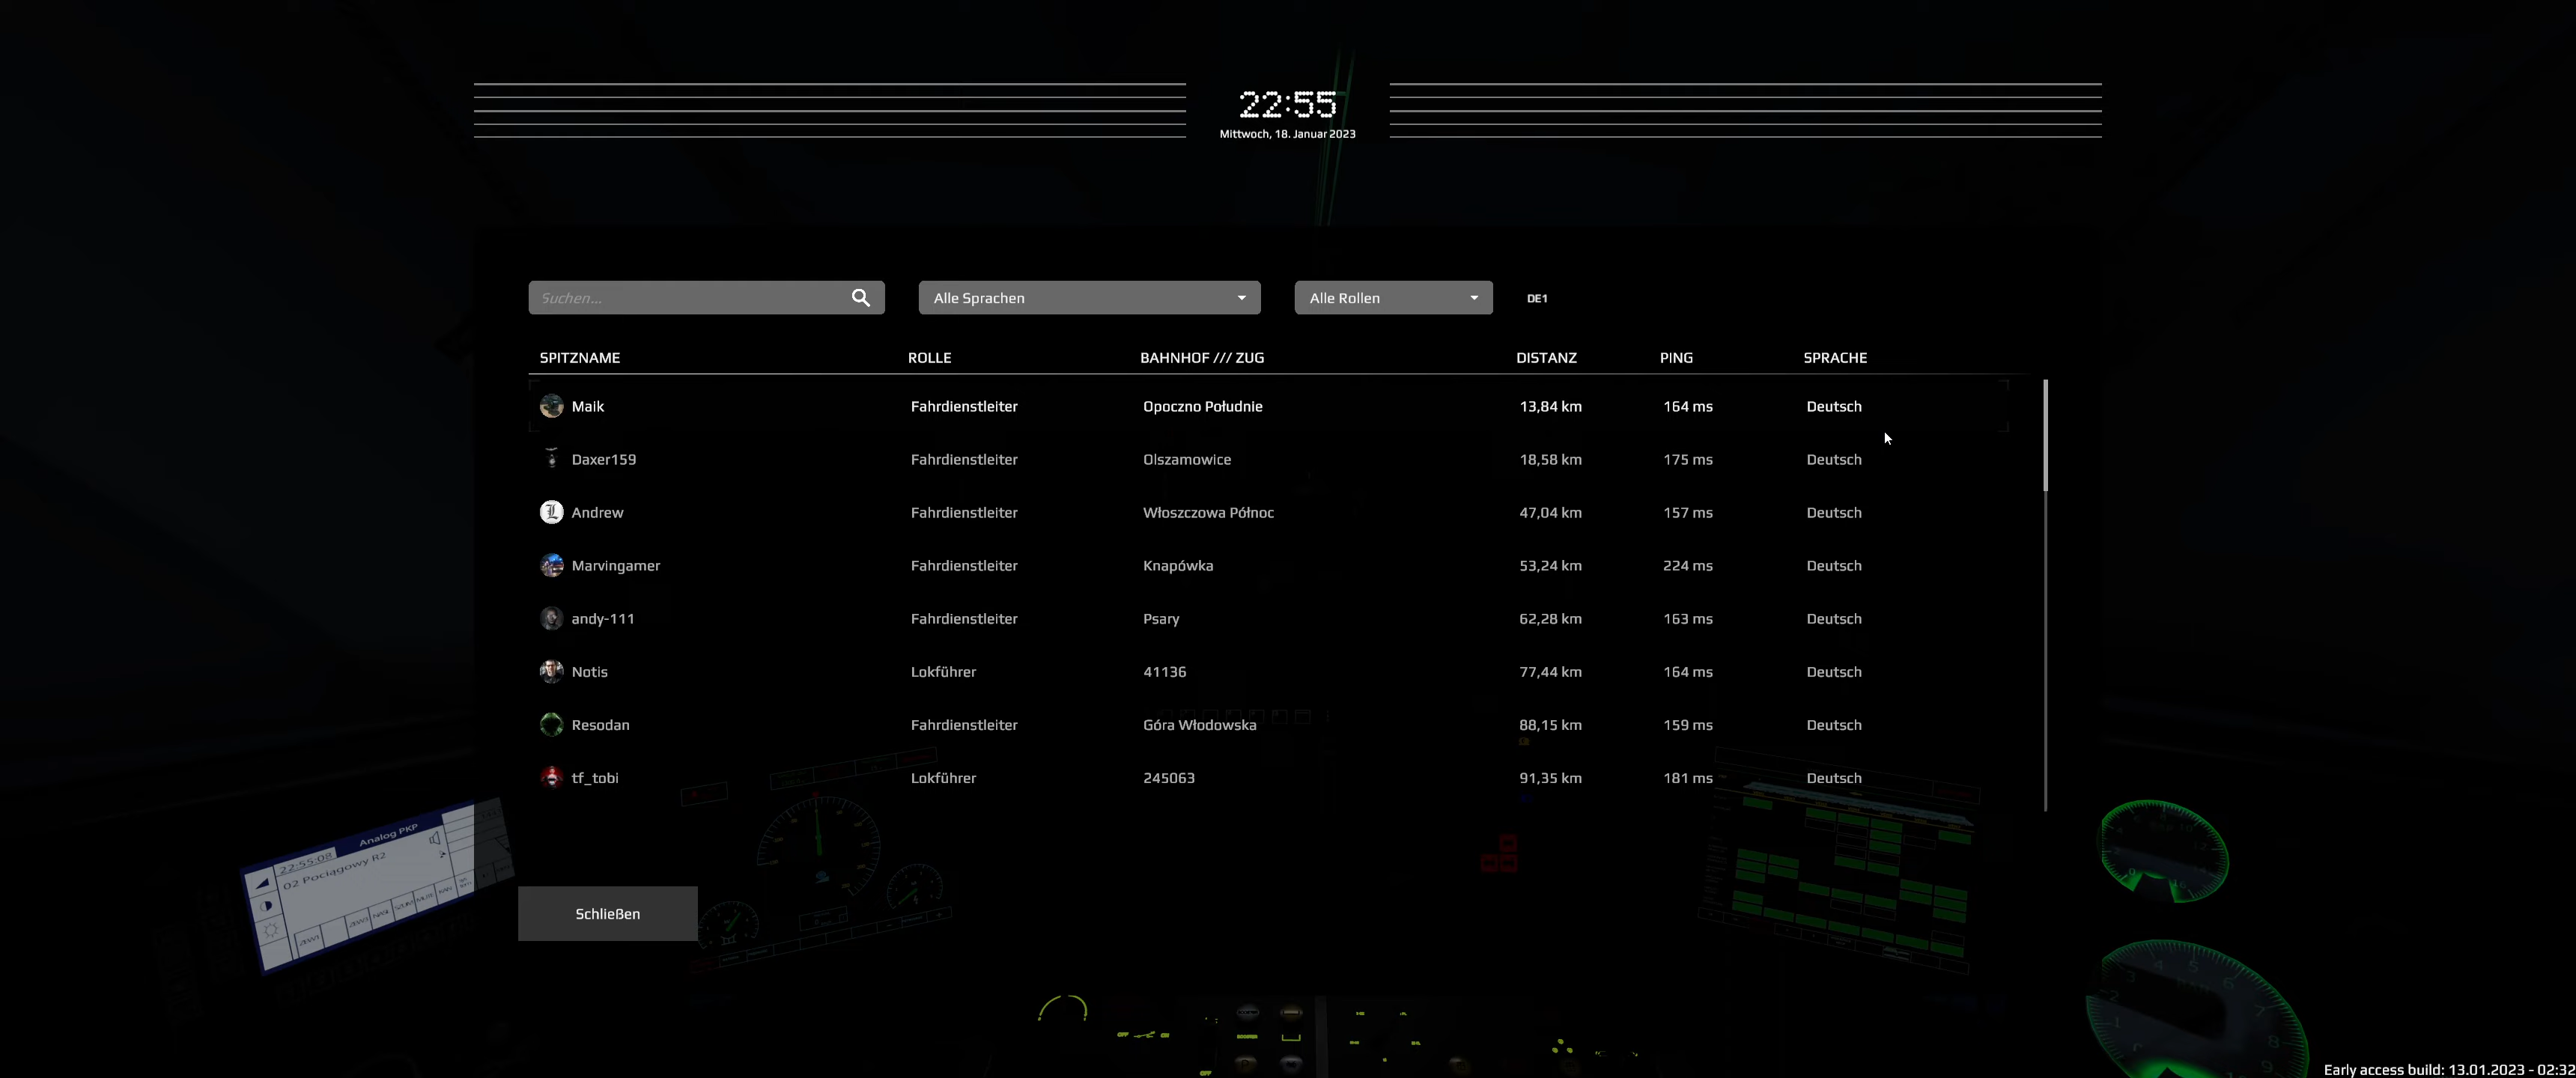 22:55
Mittwoch, 18. Januar 2023
Suchen...
Alle Sprachen
Alle Rollen
DE1
SPITZNAME ROLLE BAHNHOF /// ZUG DISTANZ PING SPRACHE
Maik Fahrdienstleiter Opoczno Południe 13,84 km 164 ms Deutsch
Daxer159 Fahrdienstleiter Olszamowice 18,58 km 175 ms Deutsch
Andrew Fahrdienstleiter Włoszczowa Północ 47,04 km 157 ms Deutsch
Marvingamer Fahrdienstleiter Knapówka 53,24 km 224 ms Deutsch
andy-111 Fahrdienstleiter Psary 62,28 km 163 ms Deutsch
Notis Lokführer 41136 77,44 km 164 ms Deutsch
Resodan Fahrdienstleiter Góra Włodowska 88,15 km 159 ms Deutsch
tf_tobi Lokführer 245063 91,35 km 181 ms Deutsch
Analog PKP
22:55:08
02 Pociągowy R2
Schließen
Early access build: 13.01.2023 - 02:32